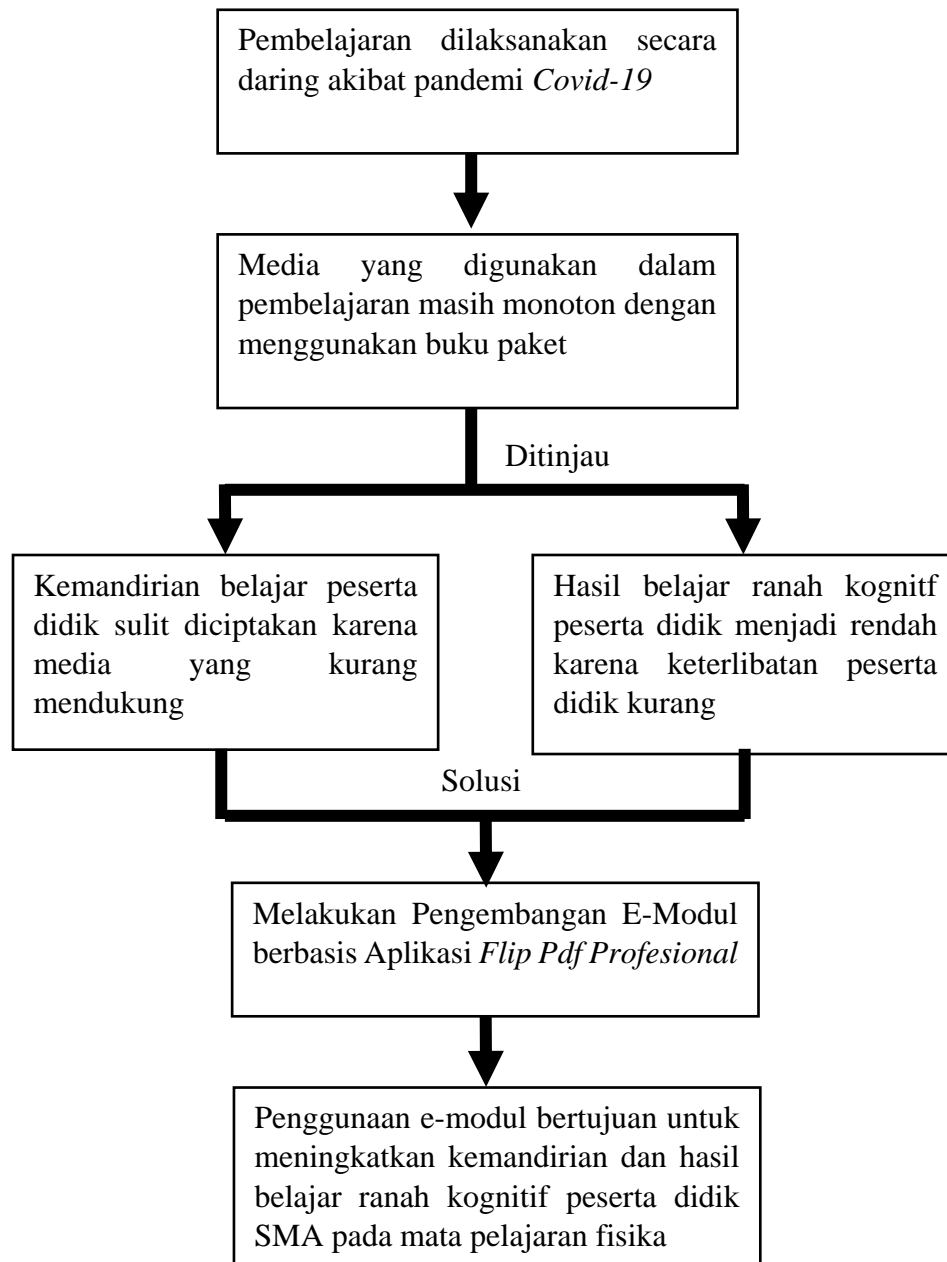 Pembelajaran dilaksanakan secara
daring akibat pandemi Covid-19
Media yang digunakan dalam
pembelajaran masih monoton dengan
menggunakan buku paket
Ditinjau
Kemandirian belajar peserta
didik sulit diciptakan karena
media yang kurang
mendukung
Hasil belajar ranah kognitf
peserta didik menjadi rendah
karena keterlibatan peserta
didik kurang
Solusi
Melakukan Pengembangan E-Modul
berbasis Aplikasi Flip Pdf Profesional
Penggunaan e-modul bertujuan untuk
meningkatkan kemandirian dan hasil
belajar ranah kognitif peserta didik
SMA pada mata pelajaran fisika